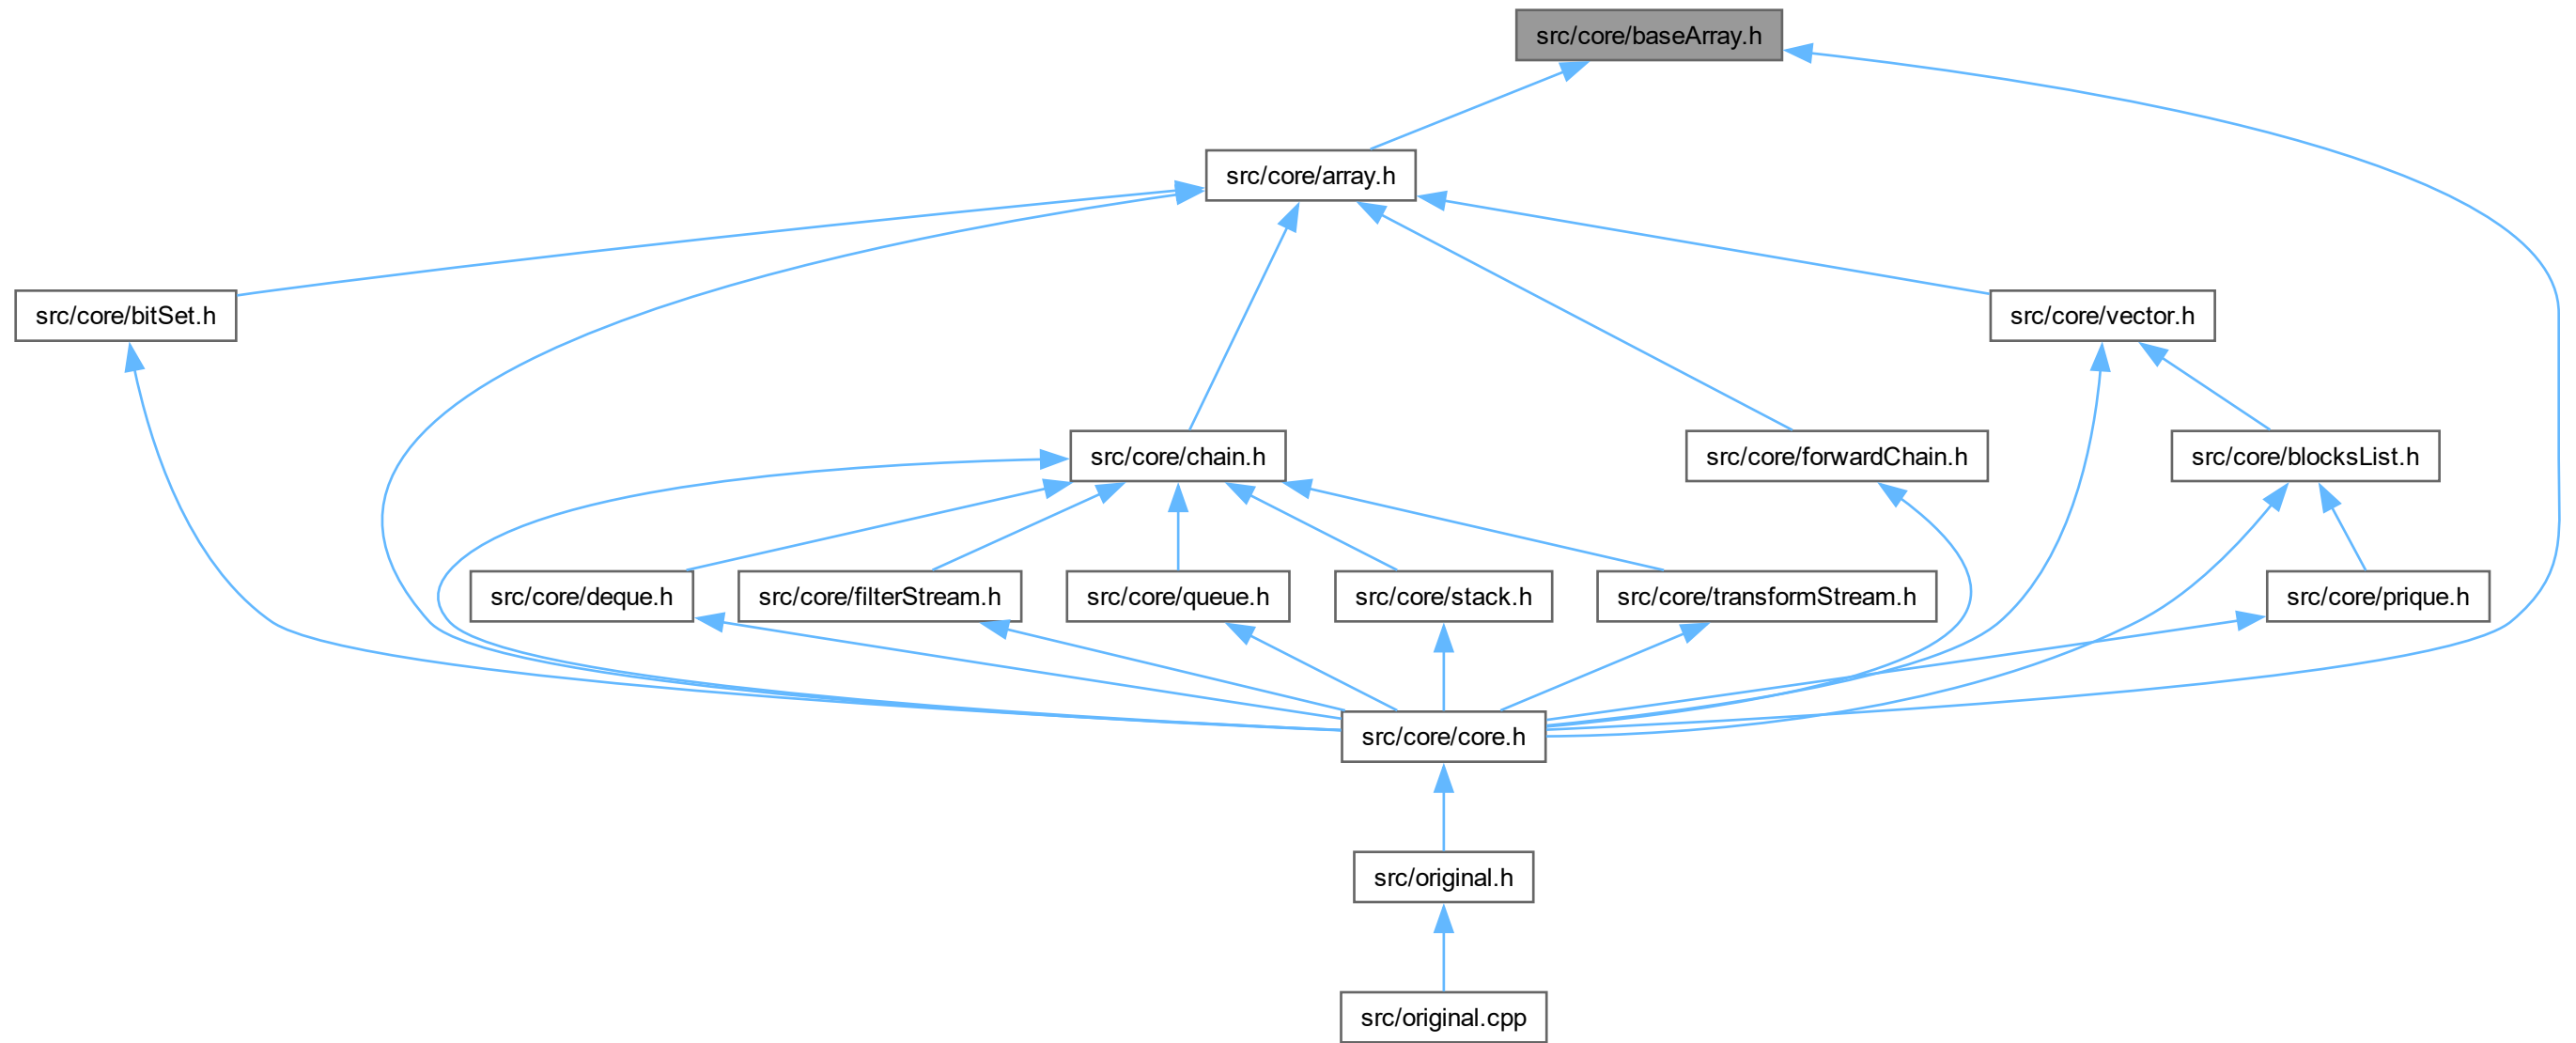 src/core/baseArray.h
src/core/array.h
src/core/bitSet.h
src/core/vector.h
src/core/chain.h
src/core/forwardChain.h
src/core/blocksList.h
src/core/deque.h
src/core/filterStream.h
src/core/queue.h
src/core/stack.h
src/core/transformStream.h
src/core/prique.h
src/core/core.h
src/original.h
src/original.cpp